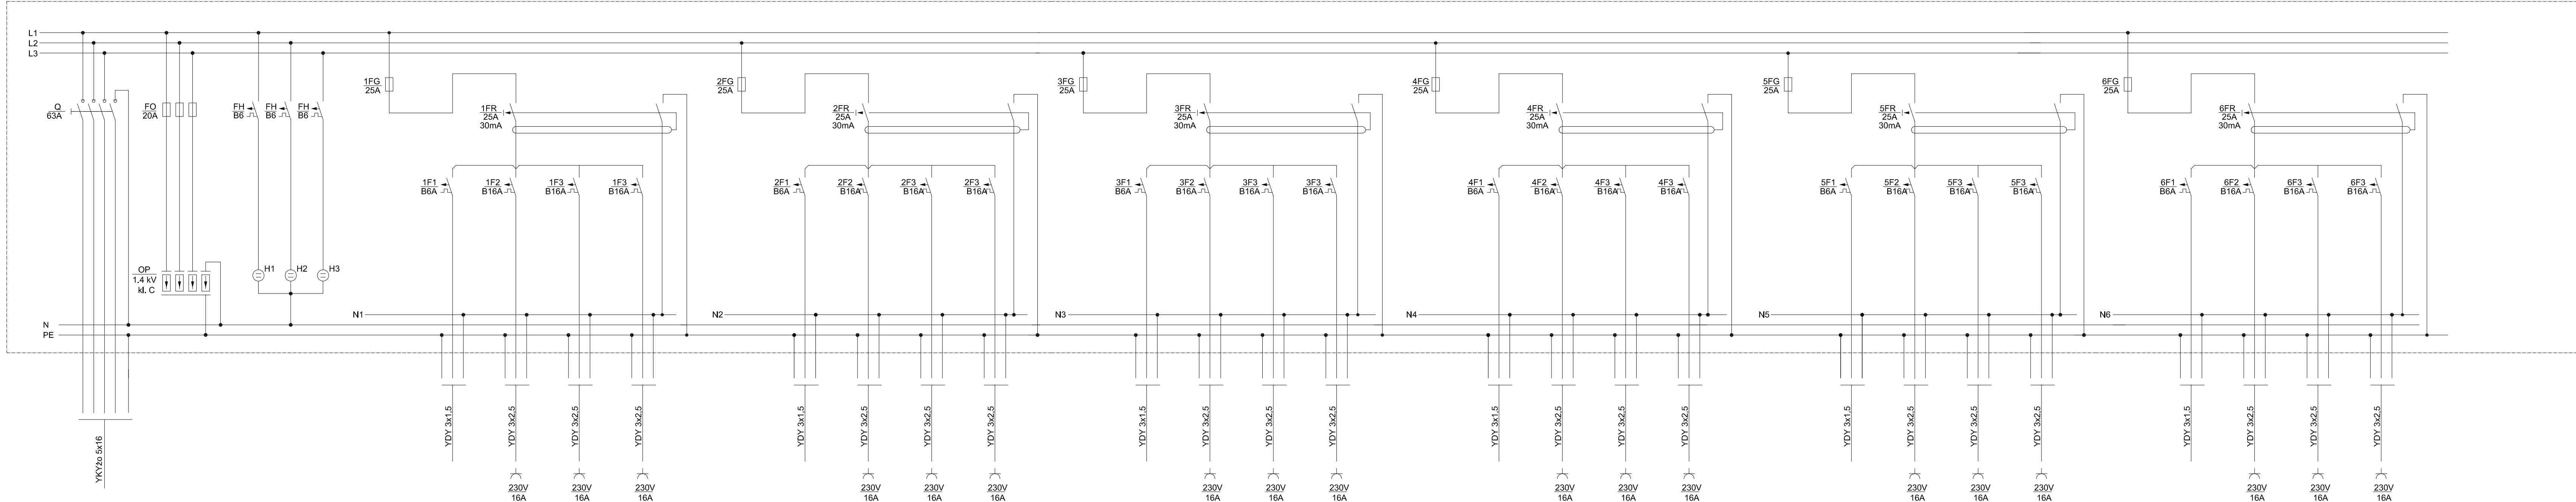 L1
L2
L3
Q
63A
FO
20A
FH
B6
FH
B6
FH
B6
1FG
25A
1FR
25A
30mA
2FG
25A
2FR
25A
30mA
3FG
25A
3FR
25A
30mA
4FG
25A
4FR
25A
30mA
5FG
25A
5FR
25A
30mA
6FG
25A
6FR
25A
30mA
1F1
B6A
1F2
B16A
1F3
B16A
1F3
B16A
2F1
B6A
2F2
B16A
2F3
B16A
2F3
B16A
3F1
B6A
3F2
B16A
3F3
B16A
3F3
B16A
4F1
B6A
4F2
B16A
4F3
B16A
4F3
B16A
5F1
B6A
5F2
B16A
5F3
B16A
5F3
B16A
6F1
B6A
6F2
B16A
6F3
B16A
6F3
B16A
OP
1.4 kV
kl. C
H1
H2
H3
N
PE
N1
N2
N3
N4
N5
N6
YKYżo 5x16
YDY 3x1,5
YDY 3x2,5
YDY 3x2,5
YDY 3x2,5
YDY 3x1,5
YDY 3x2,5
YDY 3x2,5
YDY 3x2,5
YDY 3x1,5
YDY 3x2,5
YDY 3x2,5
YDY 3x2,5
YDY 3x1,5
YDY 3x2,5
YDY 3x2,5
YDY 3x2,5
YDY 3x1,5
YDY 3x2,5
YDY 3x2,5
YDY 3x2,5
YDY 3x1,5
YDY 3x2,5
YDY 3x2,5
YDY 3x2,5
230V
16A
230V
16A
230V
16A
230V
16A
230V
16A
230V
16A
230V
16A
230V
16A
230V
16A
230V
16A
230V
16A
230V
16A
230V
16A
230V
16A
230V
16A
230V
16A
230V
16A
230V
16A